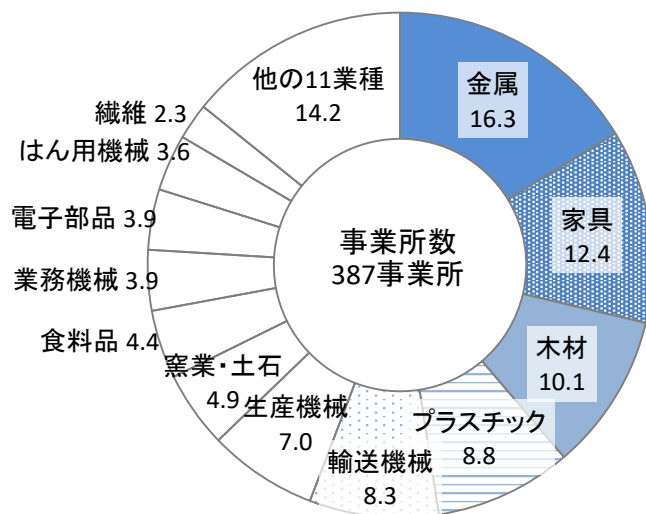 金属
16.3
家具
12.4
木材
10.1
プラスチック
8.8
輸送機械
8.3
生産機械
7.0
窯業・土石
4.9
食料品 4.4
業務機械 3.9
電子部品 3.9
はん用機械 3.6
繊維 2.3
他の11業種
14.2
事業所数
387事業所